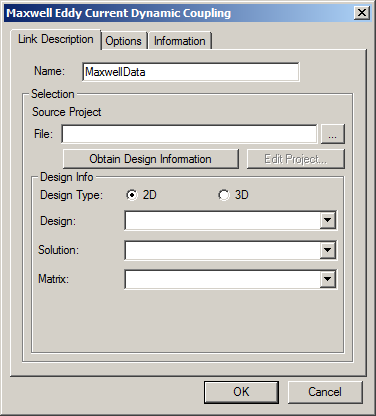 Maxwell Eddy Current Dynamic Coupling
Link Description Options Information
Name: MaxwellData
Selection
Source Project
File: ...
Obtain Design Information Edit Project...
Design Info
Design Type: 2D 3D
Design:
Solution:
Matrix:
OK Cancel